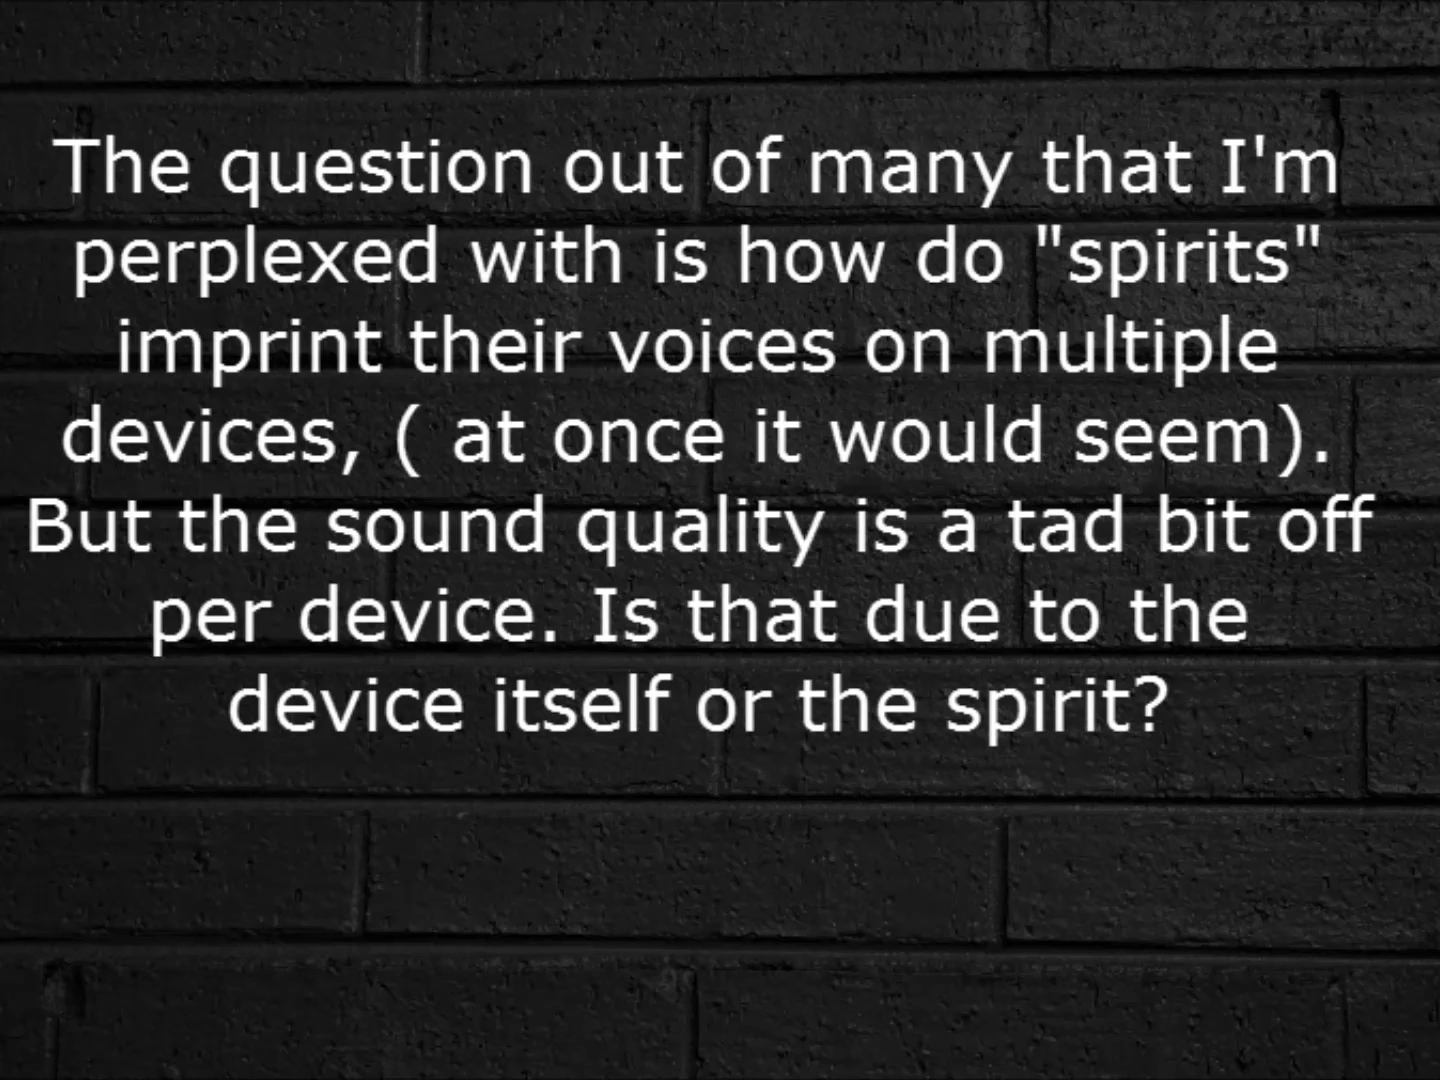 The question out of many that I'm
perplexed with is how do "spirits"
imprint their voices on multiple
devices, ( at once it would seem).
But the sound quality is a tad bit off
per device. Is that due to the
device itself or the spirit?